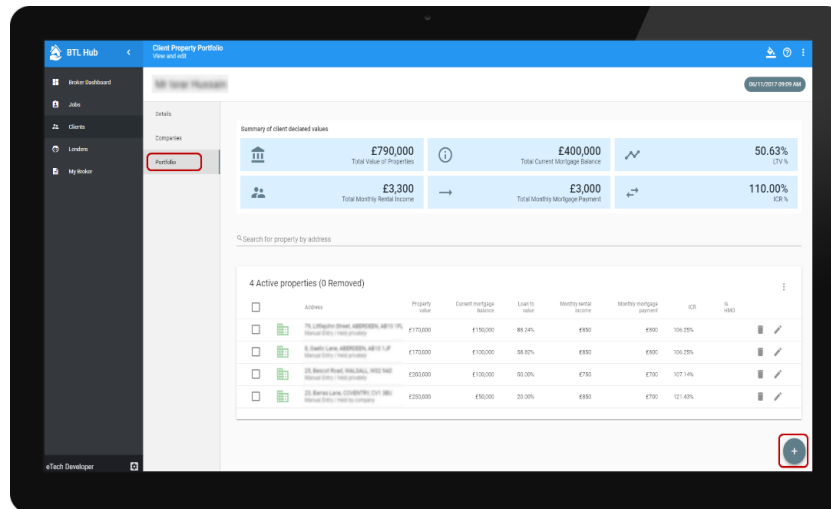 BTL Hub
Client Property Portfolio
View and edit
Broker Dashboard
Jobs
Clients
Lenders
My Broker
eTech Developer
06/11/2017 09:09 AM
Details
Companies
Portfolio
Summary of client declared values
£790,000
Total Value of Properties
£400,000
Total Current Mortgage Balance
50.63%
LTV %
£3,300
Total Monthly Rental Income
£3,000
Total Monthly Mortgage Payment
110.00%
ICR %
Search for property by address
4 Active properties (0 Removed)
Address Property value Current mortgage balance Loan to value Monthly rental income Monthly mortgage payment ICR Is HMO
£170,000 £150,000 88.24% £850 £800 106.25%
£170,000 £100,000 58.82% £850 £800 106.25%
£200,000 £100,000 50.00% £750 £700 107.14%
£250,000 £50,000 20.00% £850 £700 121.43%